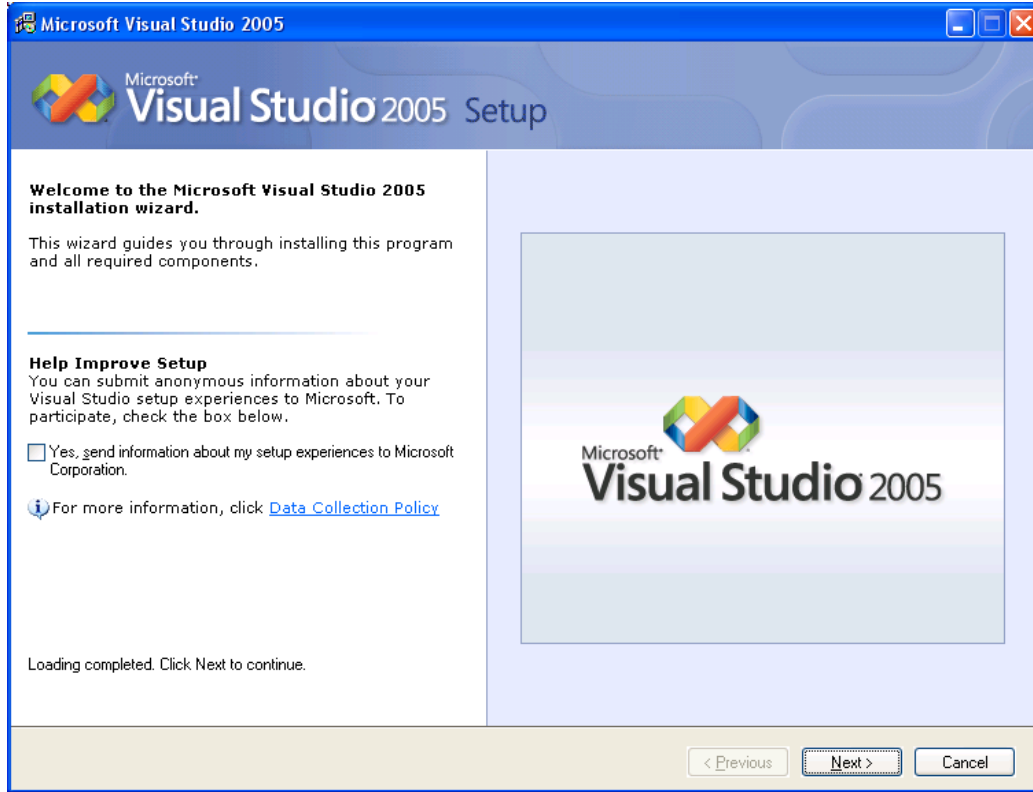 Microsoft Visual Studio 2005
Microsoft
Visual Studio 2005 Setup
Welcome to the Microsoft Visual Studio 2005
installation wizard.
This wizard guides you through installing this program
and all required components.
Help Improve Setup
You can submit anonymous information about your
Visual Studio setup experiences to Microsoft. To
participate, check the box below.
Yes, send information about my setup experiences to Microsoft
Corporation.
For more information, click Data Collection Policy
Loading completed. Click Next to continue.
Microsoft
Visual Studio 2005
< Previous
Next >
Cancel